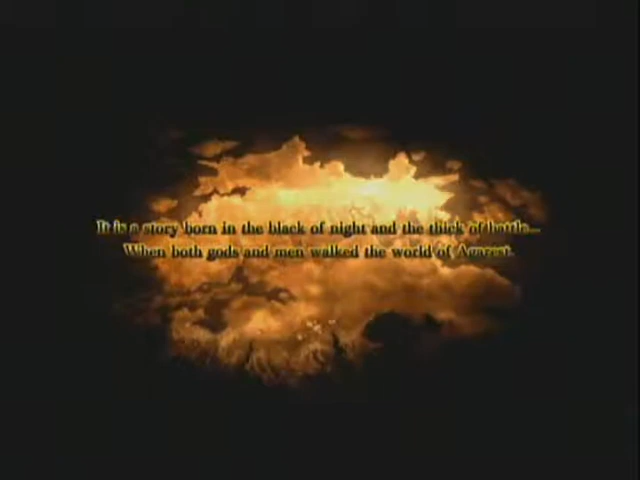 It is a story born in the black of night and the thick of battle...
When both gods and men walked the world of Agarest.